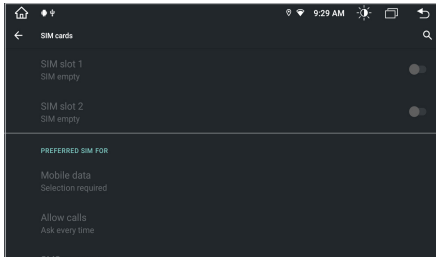 9:29 AM
SIM cards
SIM slot 1
SIM empty
SIM slot 2
SIM empty
PREFERRED SIM FOR
Mobile data
Selection required
Allow calls
Ask every time